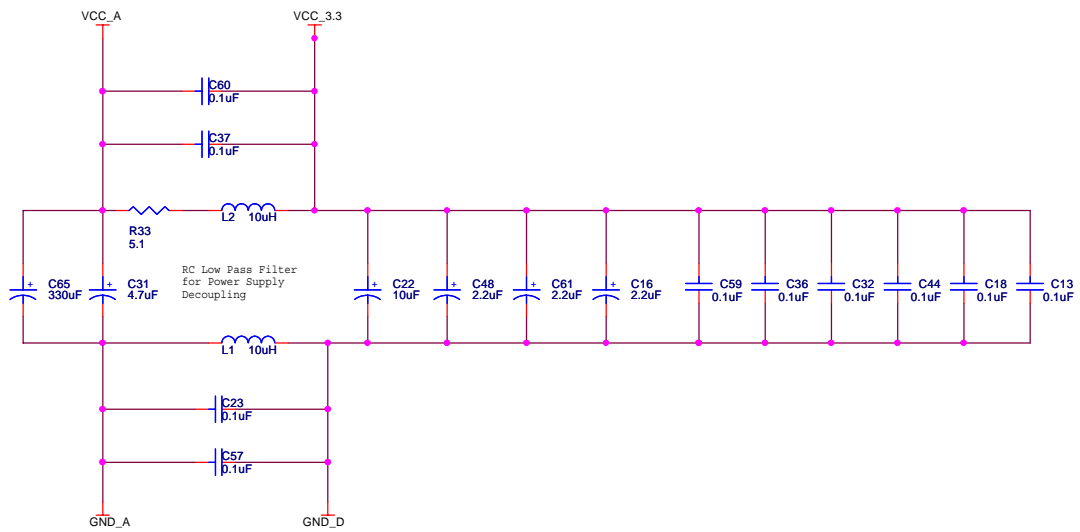 VCC_A
VCC_3.3
C60
0.1uF
C37
0.1uF
L2 10uH
R33
5.1
RC Low Pass Filter
for Power Supply
Decoupling
C65
330uF
C31
4.7uF
C22
10uF
C48
2.2uF
C61
2.2uF
C16
2.2uF
C59
0.1uF
C36
0.1uF
C32
0.1uF
C44
0.1uF
C18
0.1uF
C13
0.1uF
L1 10uH
C23
0.1uF
C57
0.1uF
GND_A
GND_D